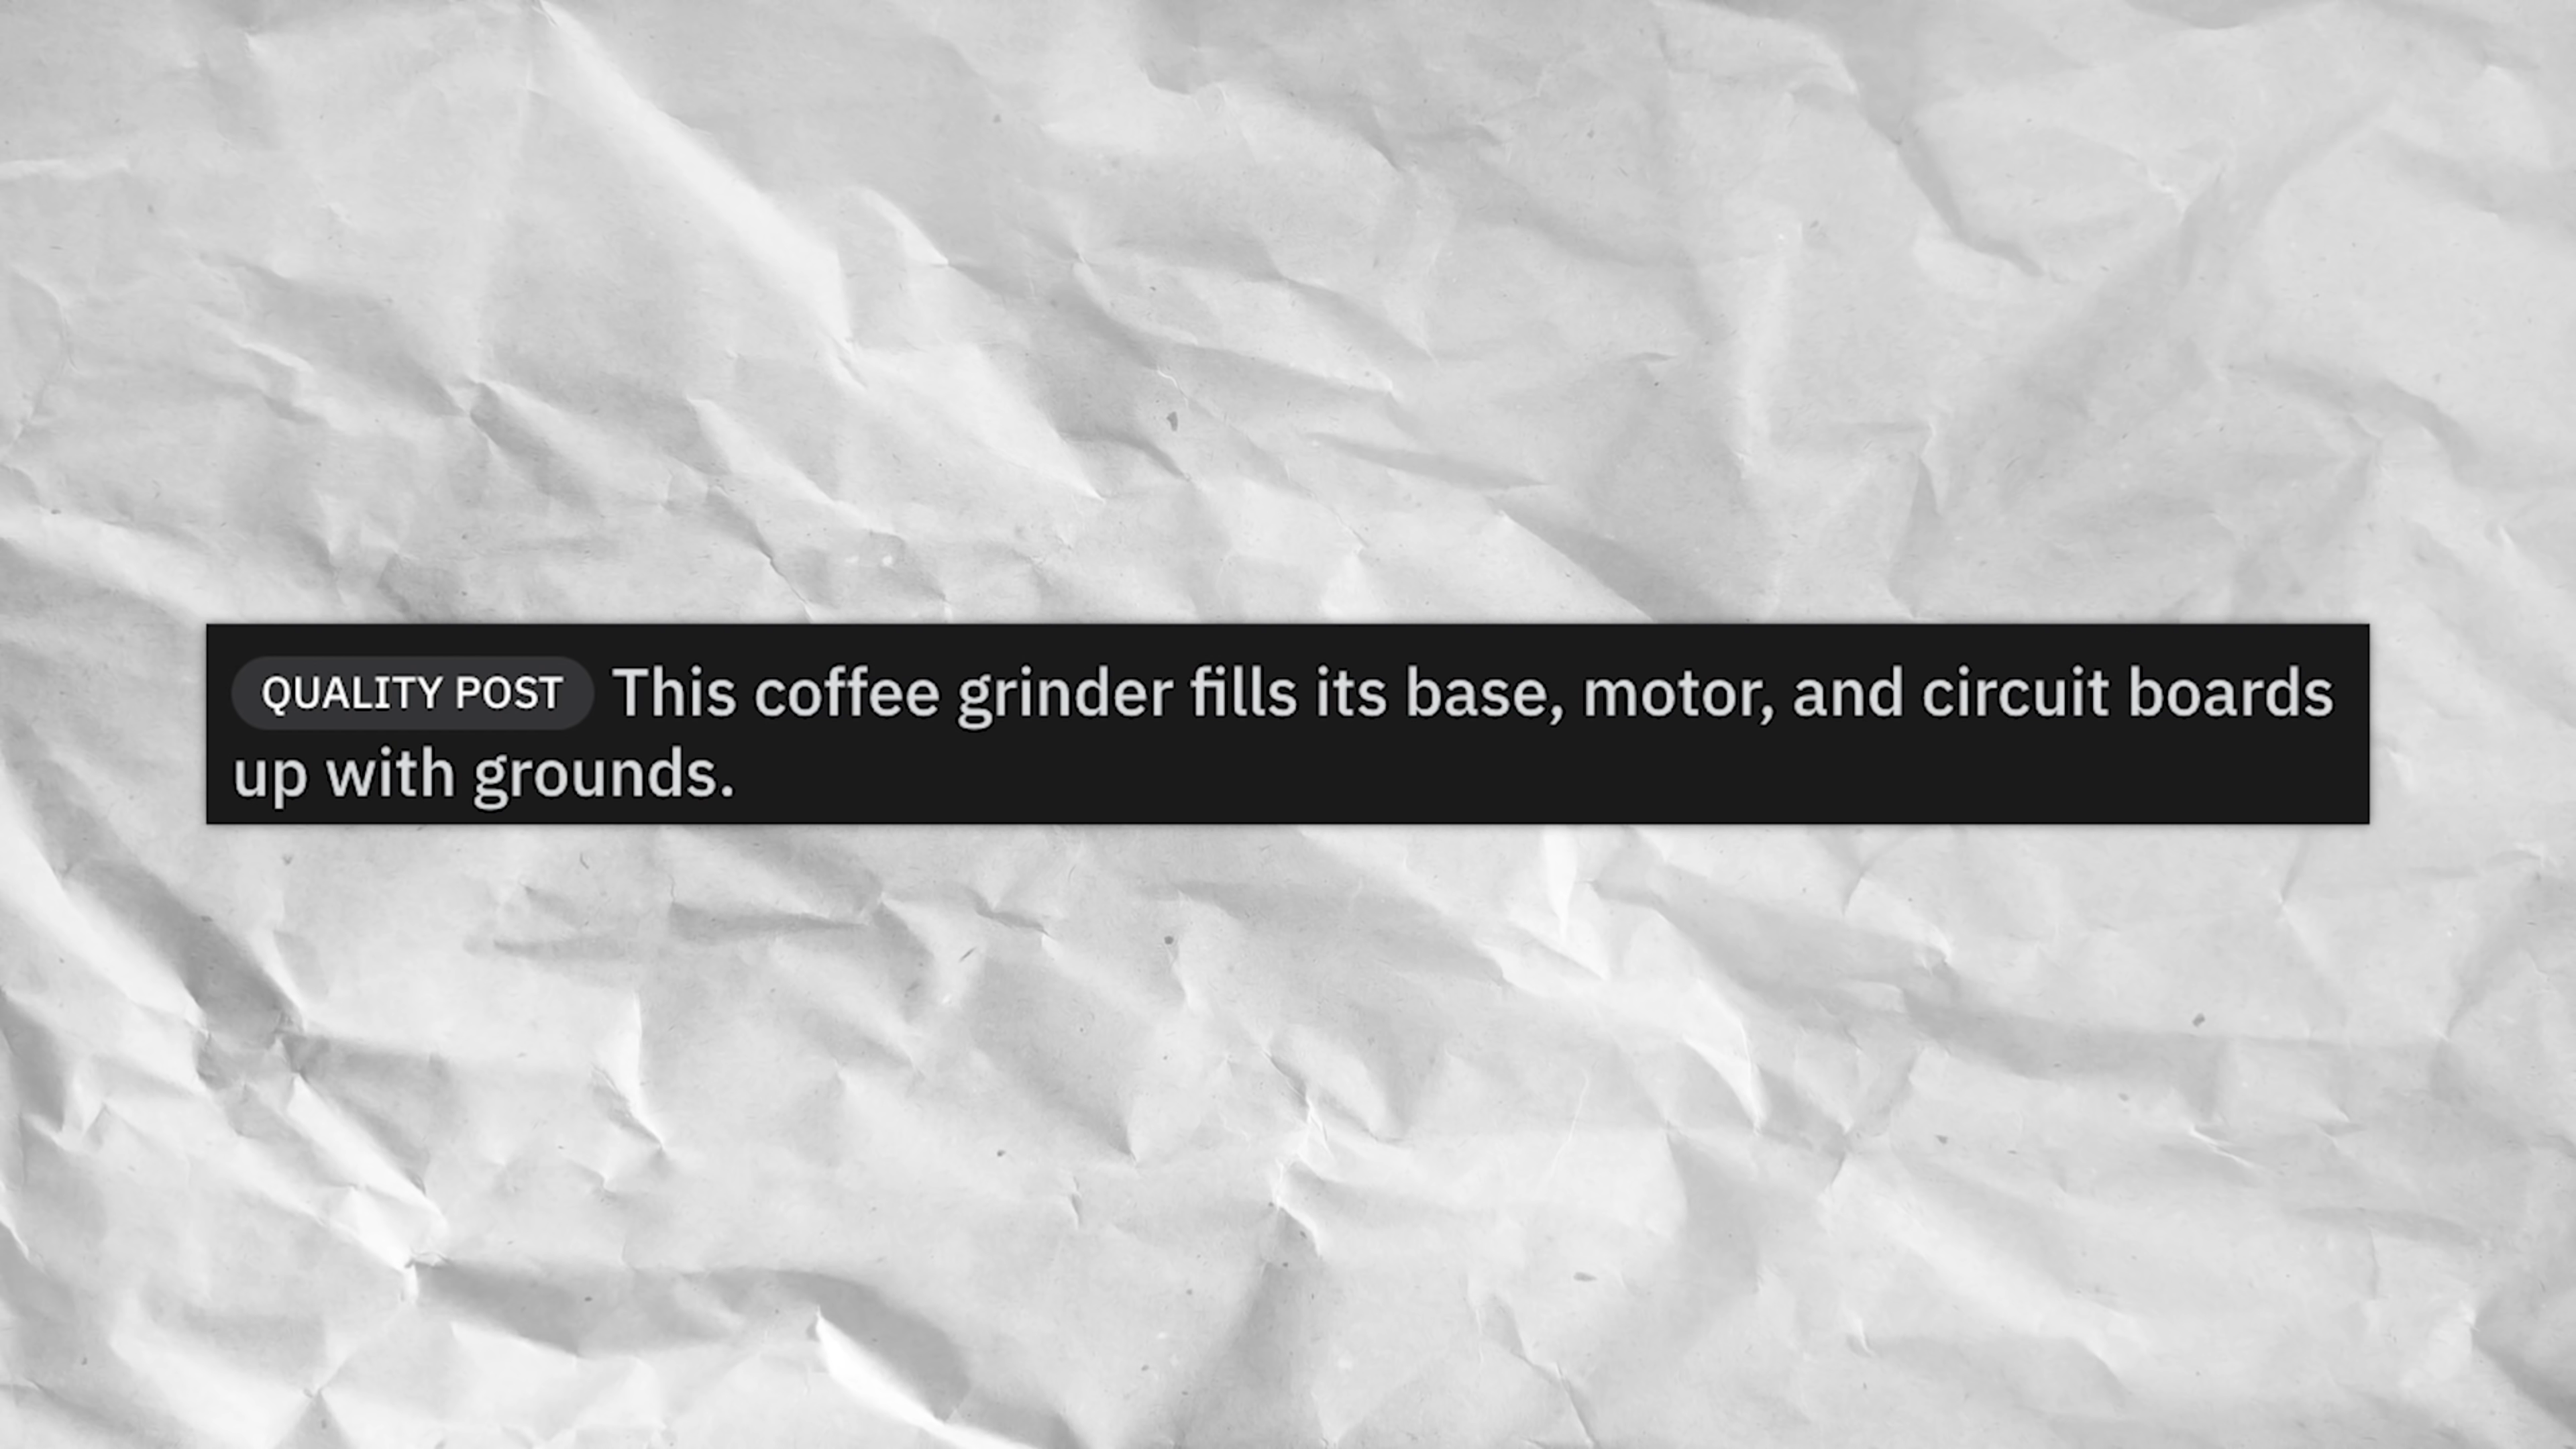 QUALITY POST This coffee grinder fills its base, motor, and circuit boards
up with grounds.